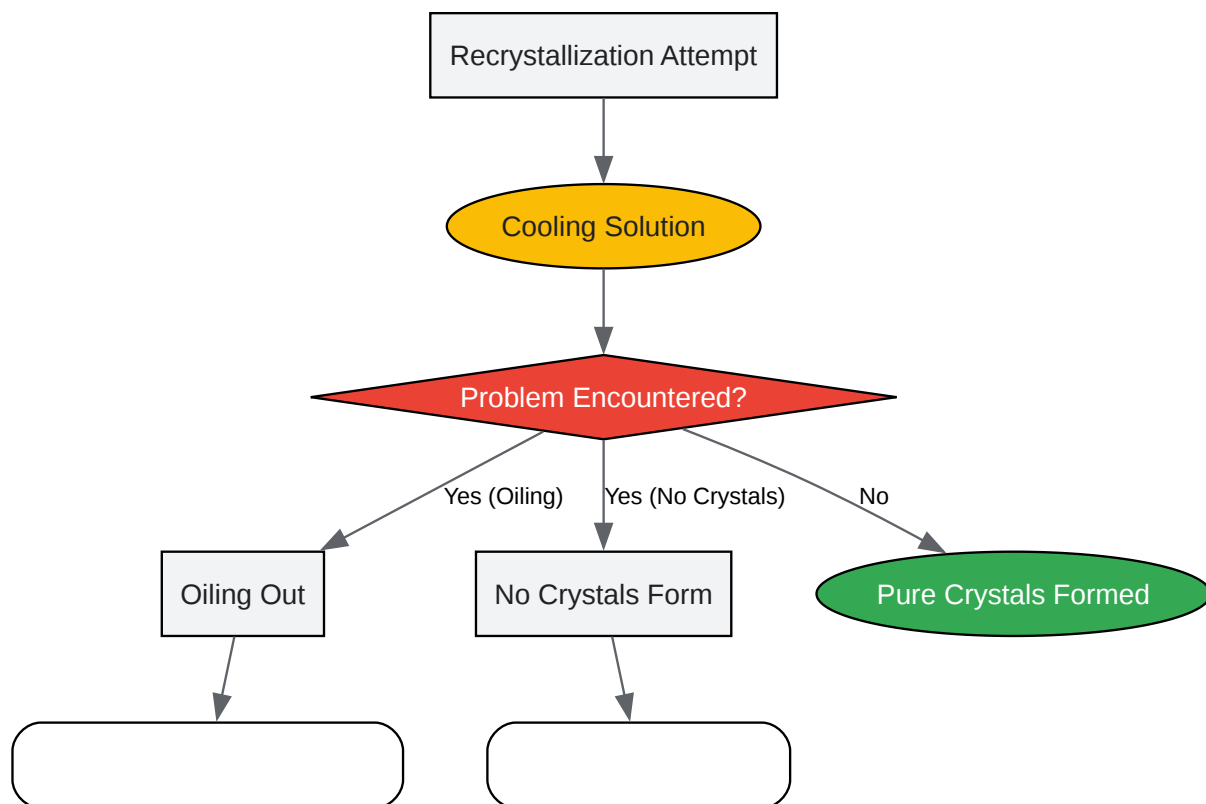 Recrystallization Attempt
Cooling Solution
Problem Encountered?
Yes (Oiling)
Yes (No Crystals)
No
Oiling Out
No Crystals Form
Pure Crystals Formed